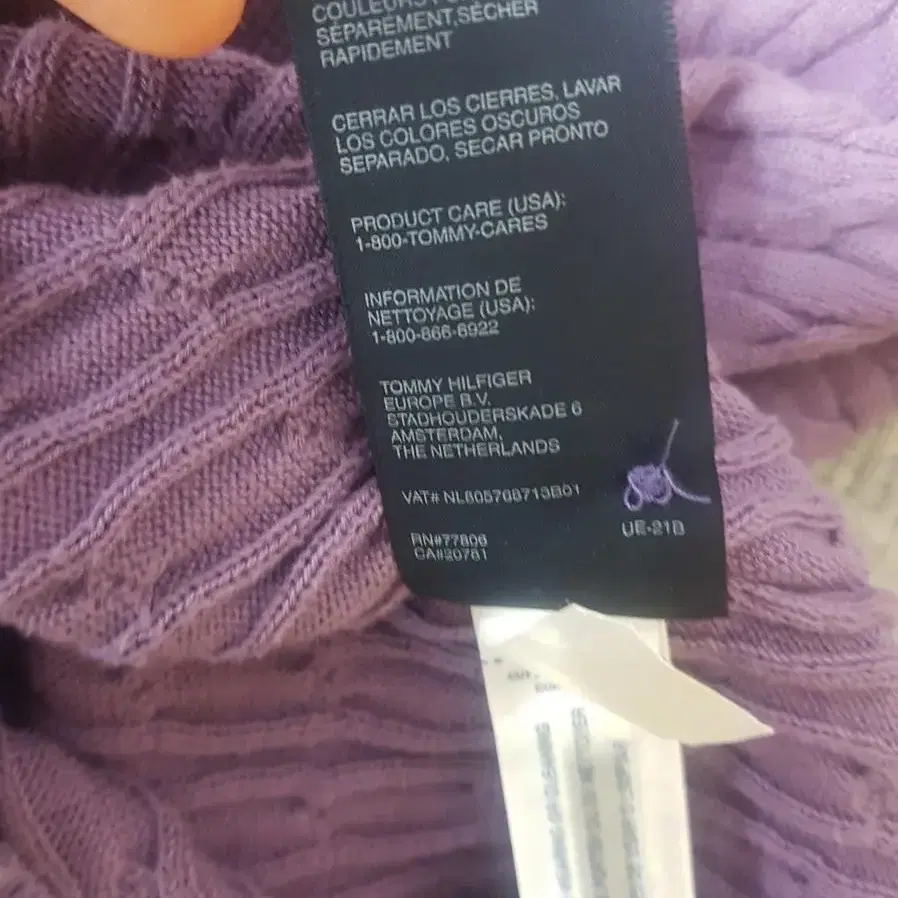 SÉPAREMENT, SÉCHER
RAPIDEMENT
CERRAR LOS CIERRES, LAVAR
LOS COLORES OSCUROS
SEPARADO, SECAR PRONTO
PRODUCT CARE (USA):
1-800-TOMMY-CARES
INFORMATION DE
NETTOYAGE (USA):
1-800-866-6922
TOMMY HILFIGER
EUROPE B.V.
STADHOUDERSKADE 6
AMSTERDAM,
THE NETHERLANDS
VAT# NL805768713B01
UE-21B
RN#77806
CA#20761